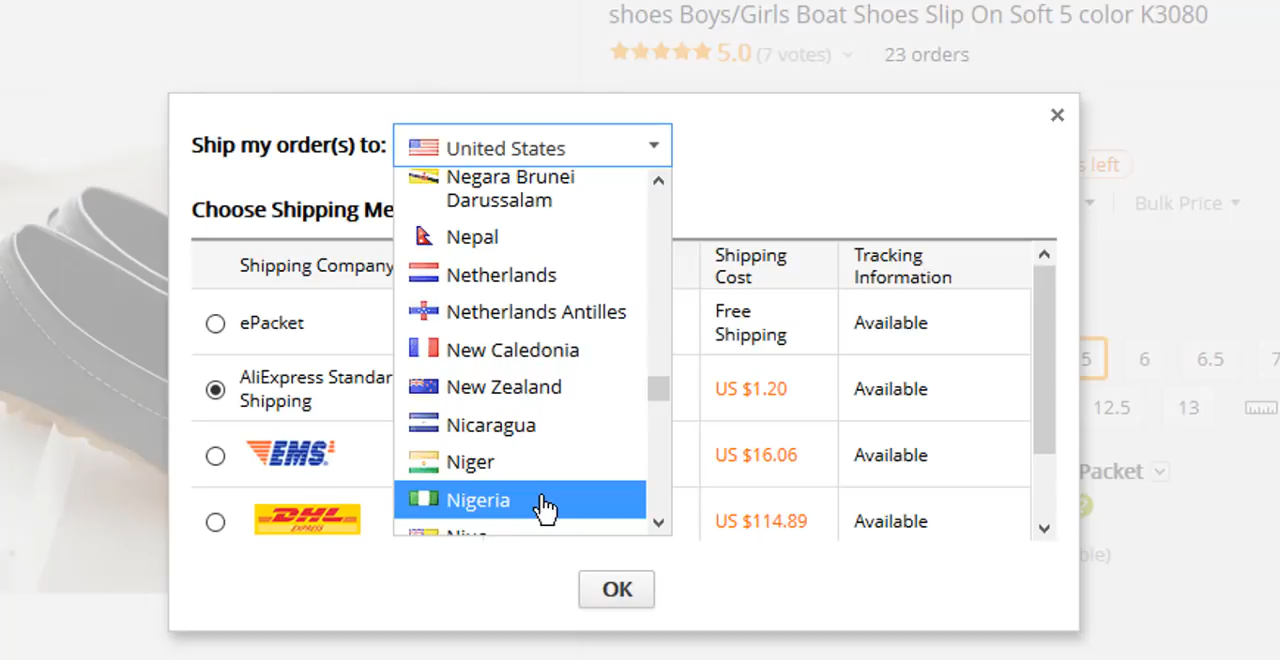 shoes Boys/Girls Boat Shoes Slip On Soft 5 color K3080
5.0 (7 votes)
23 orders
Ship my order(s) to:
United States
Negara Brunei
Darussalam
Nepal
Netherlands
Netherlands Antilles
New Caledonia
New Zealand
Nicaragua
Niger
Nigeria
Choose Shipping Me
Shipping Company
Shipping
Cost
Tracking
Information
ePacket
Free
Shipping
Available
AliExpress Standar
Shipping
US $1.20
Available
EMS
US $16.06
Available
DHL
EXPRESS
US $114.89
Available
OK
s left
Bulk Price
5
6
6.5
7
12.5
13
Packet
ble)